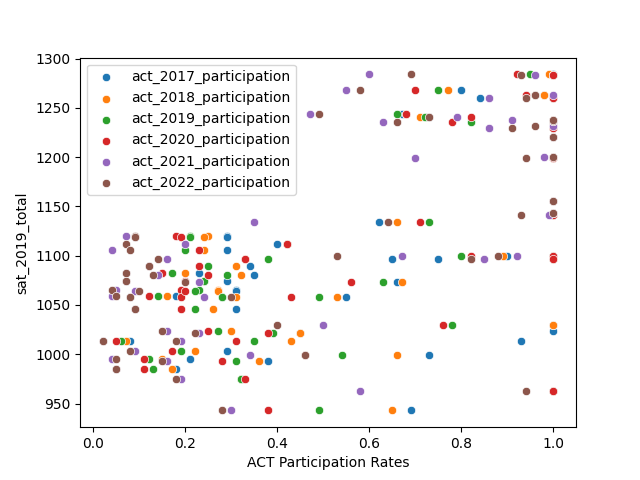 1300
1250
1200
1150
1100
1050
1000
950
sat_2019_total
act_2017_participation
act_2018_participation
act_2019_participation
act_2020_participation
act_2021_participation
act_2022_participation
0.0 0.2 0.4 0.6 0.8 1.0
ACT Participation Rates